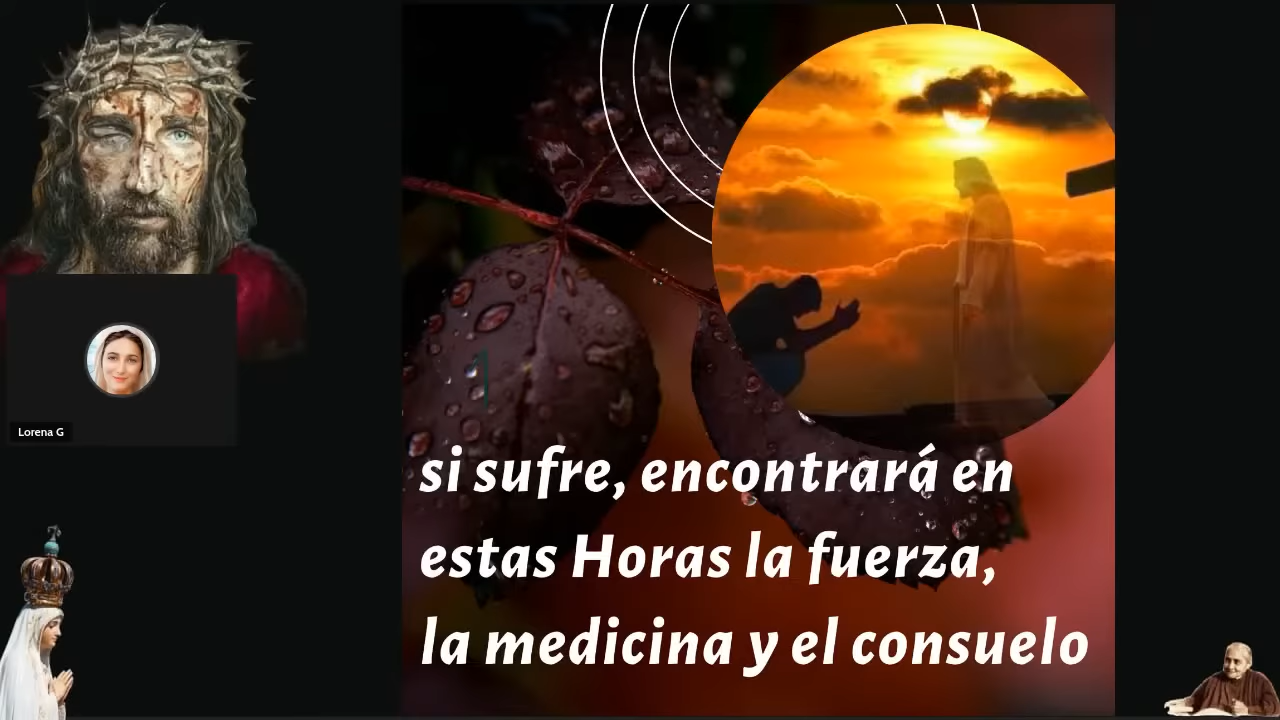 Lorena G
si sufre, encontrará en
estas Horas la fuerza,
la medicina y el consuelo